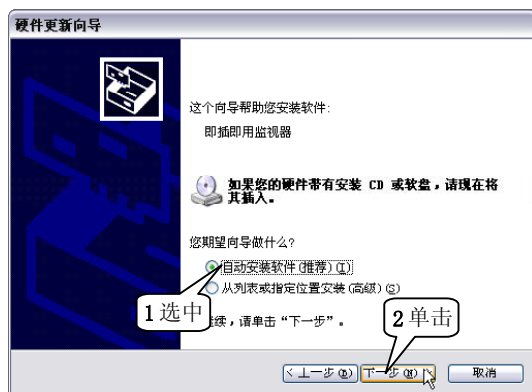 硬件更新向导
这个向导帮助您安装软件:
即插即用监视器
如果您的硬件带有安装 CD 或软盘，请现在将
其插入。
您期望向导做什么?
自动安装软件(推荐)(I)
从列表或指定位置安装(高级)(S)
1选中
续，请单击“下一步”。
2单击
<上一步(B)
下一步(N)
取消